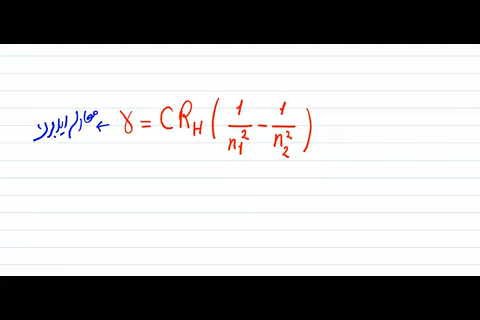 معادله ریدبرگ ← γ = CR_H ( 1/n_1^2 − 1/n_2^2 )